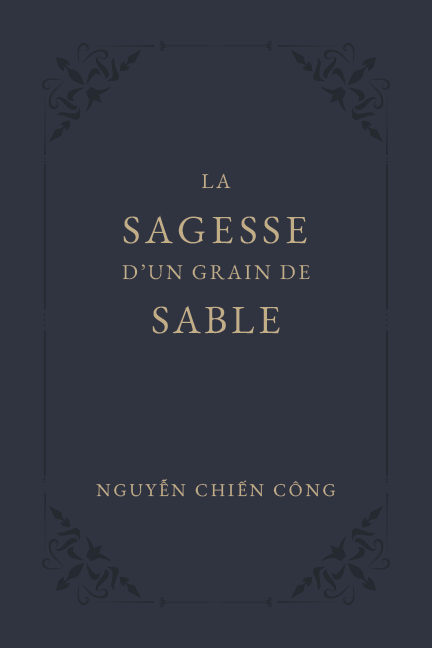 LA
SAGESSE
D’UN GRAIN DE
SABLE
NGUYỄN CHIẾN CÔNG